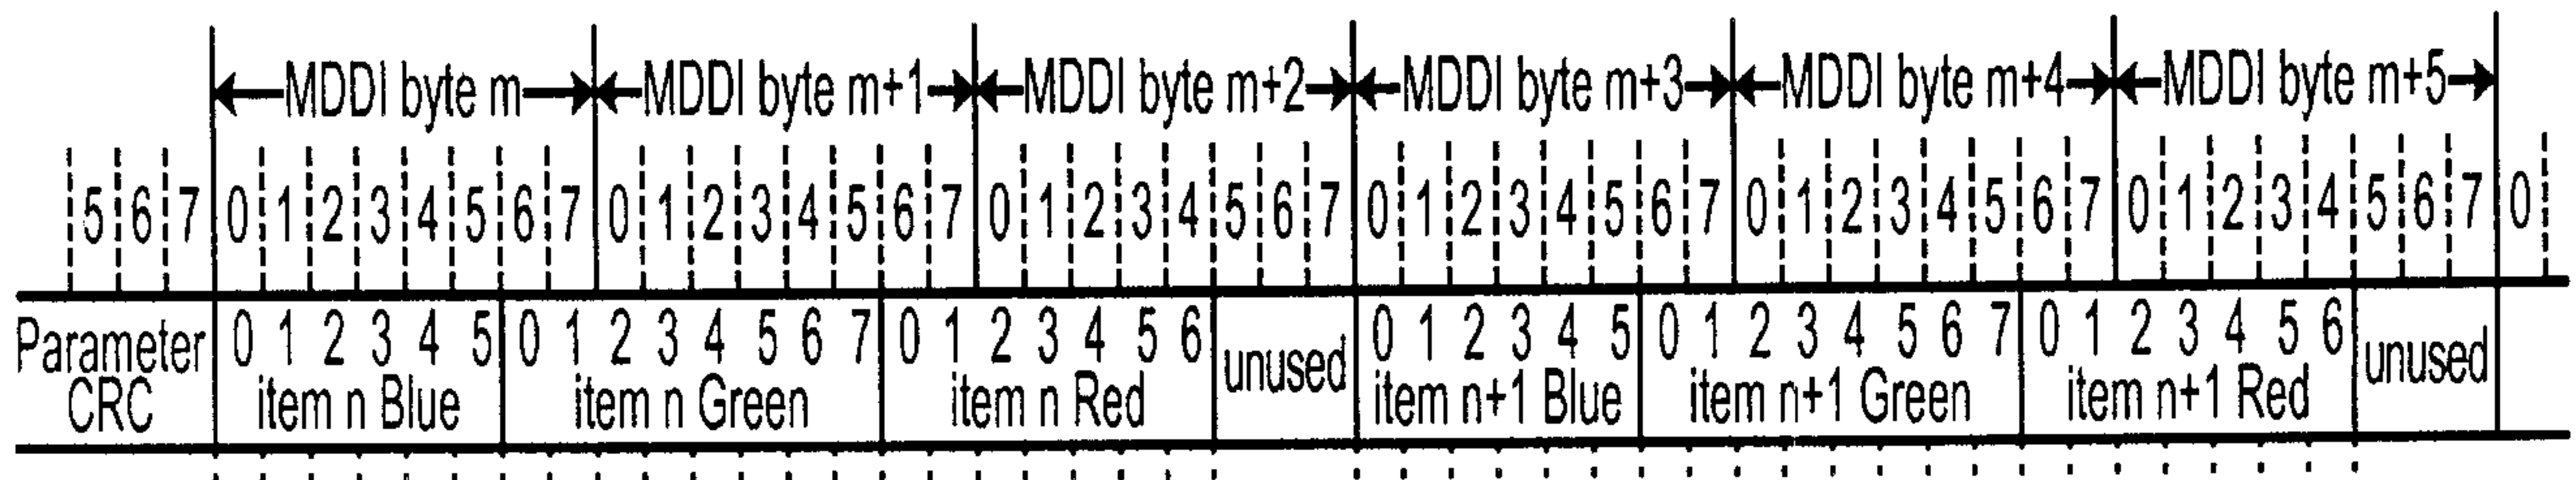 MDDI byte m MDDI byte m+1 MDDI byte m+2 MDDI byte m+3 MDDI byte m+4 MDDI byte m+5
5 6 7 0 1 2 3 4 5 6 7 0 1 2 3 4 5 6 7 0 1 2 3 4 5 6 7 0 1 2 3 4 5 6 7 0 1 2 3 4 5 6 7 0 1 2 3 4 5 6 7 0
Parameter 0 1 2 3 4 5 0 1 2 3 4 5 6 7 0 1 2 3 4 5 6 unused 0 1 2 3 4 5 0 1 2 3 4 5 6 7 0 1 2 3 4 5 6 unused
CRC item n Blue item n Green item n Red item n+1 Blue item n+1 Green item n+1 Red